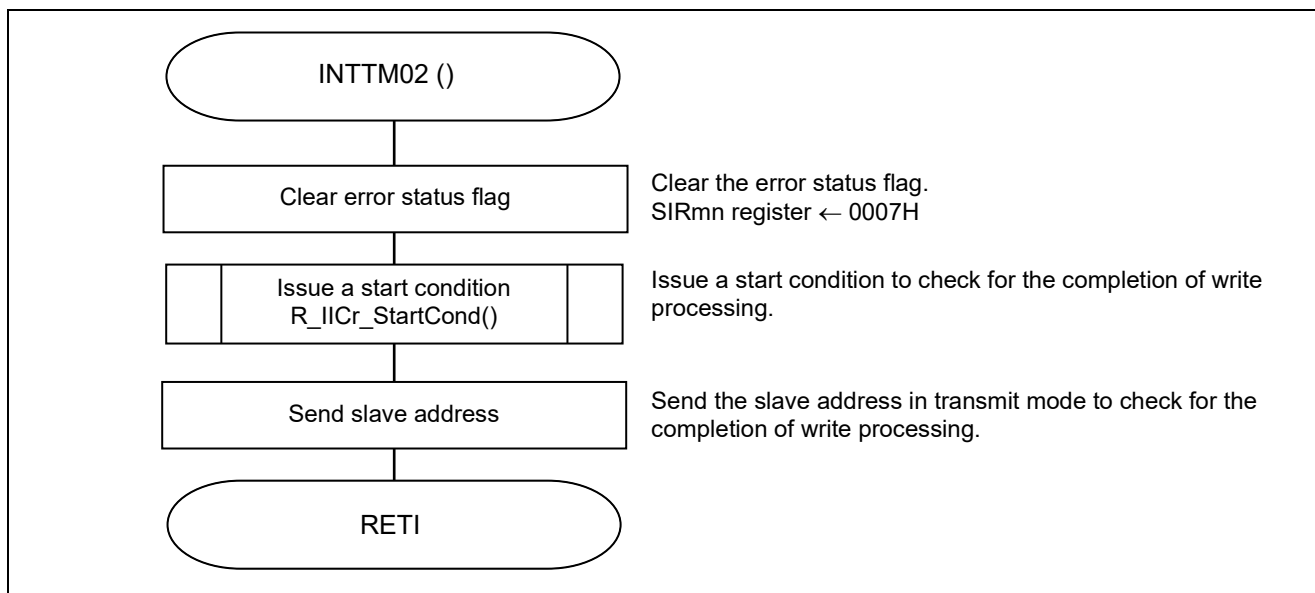 INTTM02 ()
Clear error status flag
Clear the error status flag.
SIRmn register ← 0007H
Issue a start condition
R_IICr_StartCond()
Issue a start condition to check for the completion of write
processing.
Send slave address
Send the slave address in transmit mode to check for the
completion of write processing.
RETI